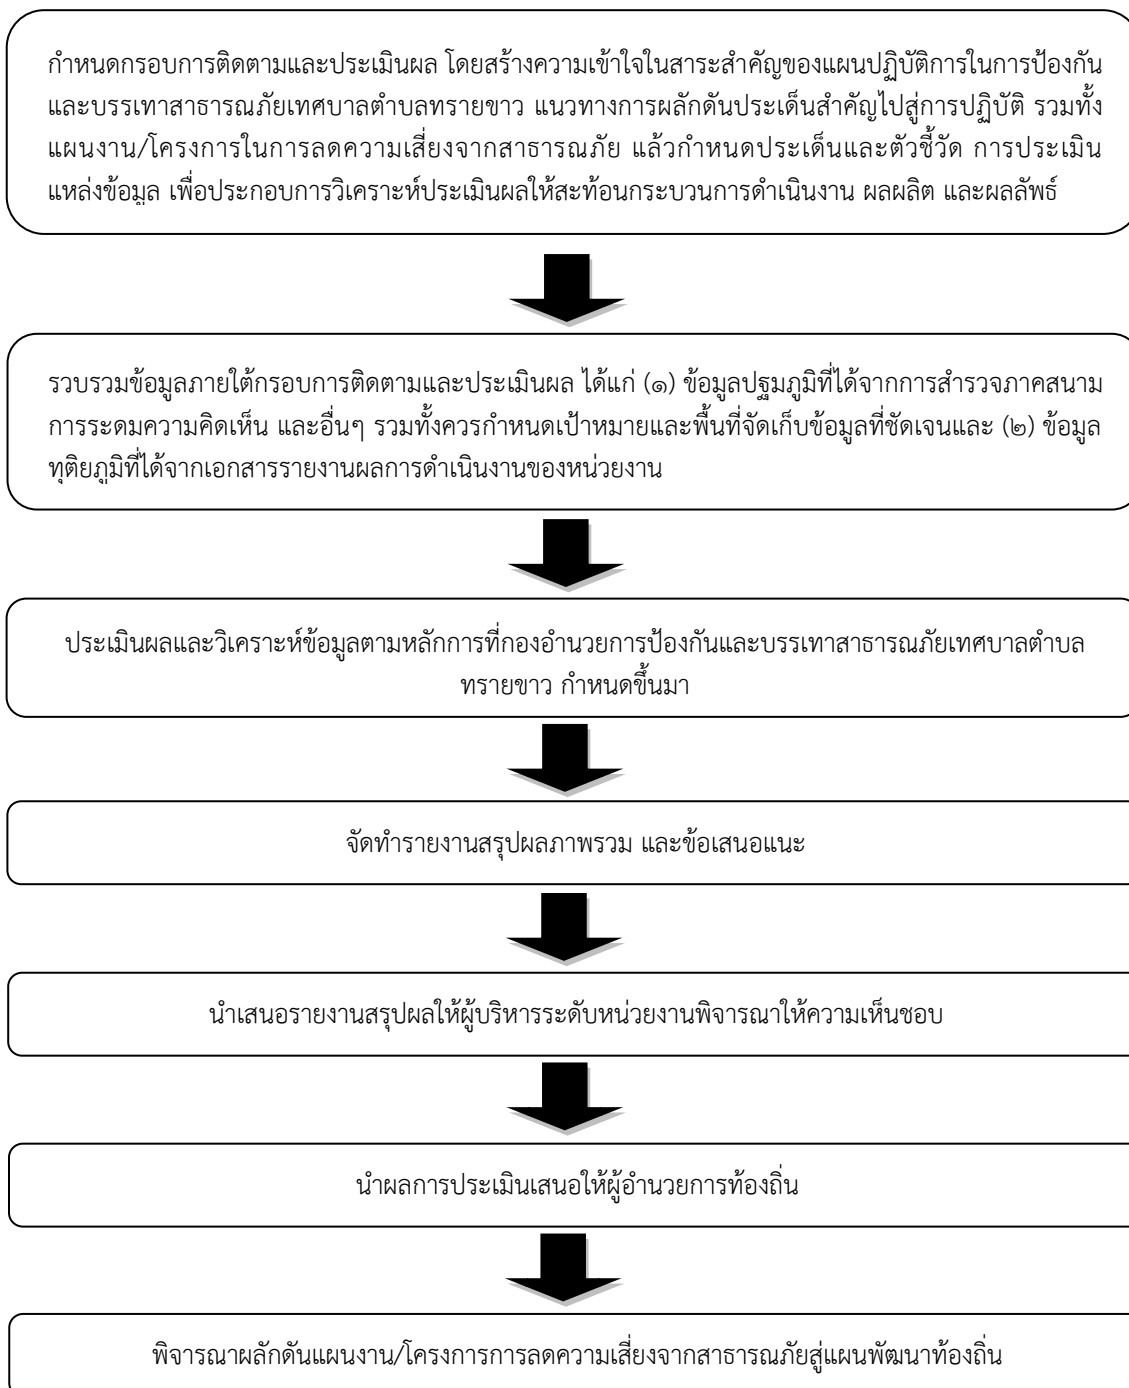 กำหนดกรอบการติดตามและประเมินผล โดยสร้างความเข้าใจในสาระสำคัญของแผนปฏิบัติการในการป้องกัน
และบรรเทาสาธารณภัยเทศบาลตำบลทรายขาว แนวทางการผลักดันประเด็นสำคัญไปสู่การปฏิบัติ รวมทั้ง
แผนงาน/โครงการในการลดความเสี่ยงจากสาธารณภัย แล้วกำหนดประเด็นและตัวชี้วัด การประเมิน
แหล่งข้อมูล เพื่อประกอบการวิเคราะห์ประเมินผลให้สะท้อนกระบวนการดำเนินงาน ผลผลิต และผลลัพธ์
รวบรวมข้อมูลภายใต้กรอบการติดตามและประเมินผล ได้แก่ (๑) ข้อมูลปฐมภูมิที่ได้จากการสำรวจภาคสนาม
การระดมความคิดเห็น และอื่นๆ รวมทั้งควรกำหนดเป้าหมายและพื้นที่จัดเก็บข้อมูลที่ชัดเจนและ (๒) ข้อมูล
ทุติยภูมิที่ได้จากเอกสารรายงานผลการดำเนินงานของหน่วยงาน
ประเมินผลและวิเคราะห์ข้อมูลตามหลักการที่กองอำนวยการป้องกันและบรรเทาสาธารณภัยเทศบาลตำบล
ทรายขาว กำหนดขึ้นมา
จัดทำรายงานสรุปผลภาพรวม และข้อเสนอแนะ
นำเสนอรายงานสรุปผลให้ผู้บริหารระดับหน่วยงานพิจารณาให้ความเห็นชอบ
นำผลการประเมินเสนอให้ผู้อำนวยการท้องถิ่น
พิจารณาผลักดันแผนงาน/โครงการการลดความเสี่ยงจากสาธารณภัยสู่แผนพัฒนาท้องถิ่น